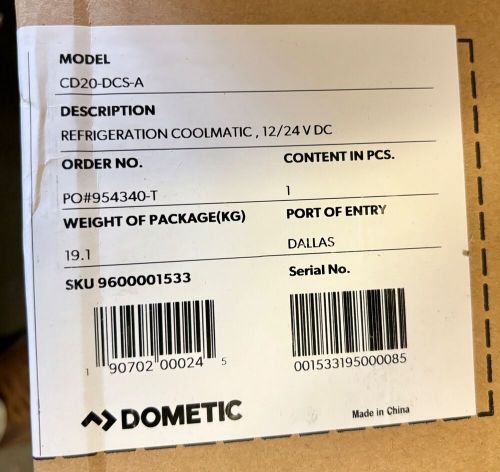 MODEL
CD20-DCS-A
DESCRIPTION
REFRIGERATION COOLMATIC , 12/24 V DC
ORDER NO. CONTENT IN PCS.
PO#954340-T 1
WEIGHT OF PACKAGE(KG) PORT OF ENTRY
19.1 DALLAS
SKU 9600001533 Serial No.
1 90702 00024 5
001533195000085
DOMETIC
Made in China